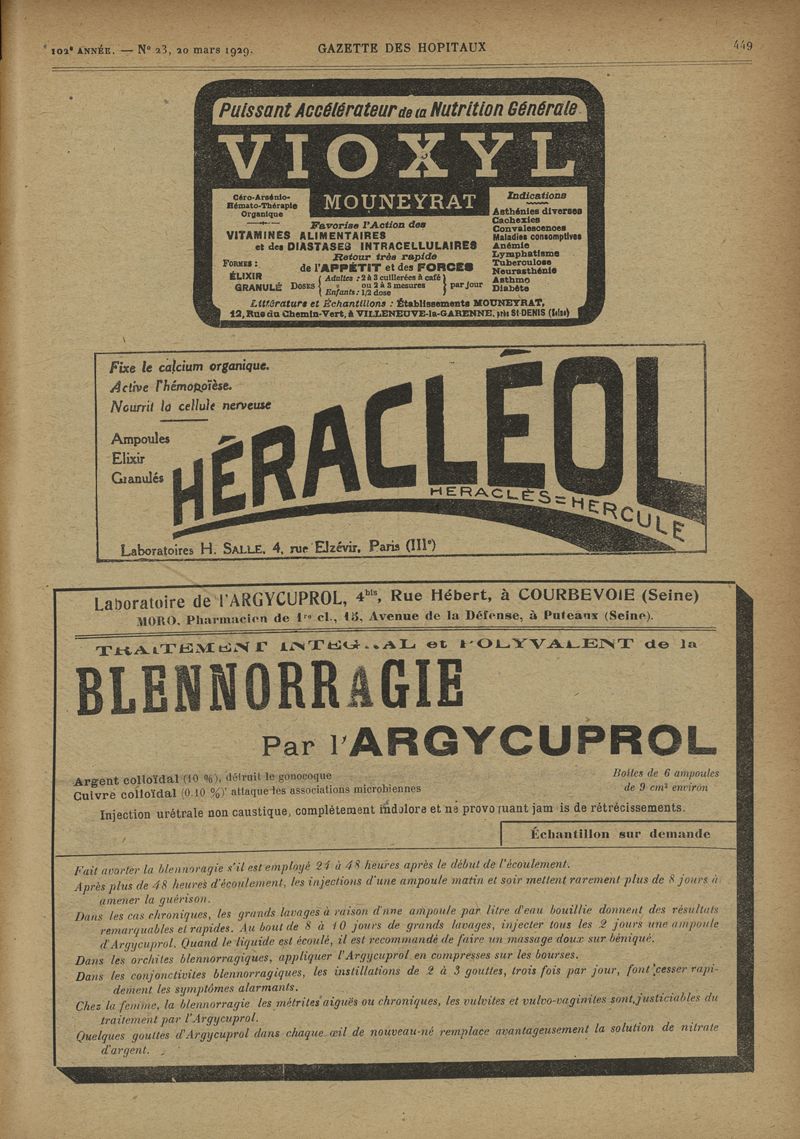 102e ANNÉE. — No 23, 20 mars 1929.
GAZETTE DES HOPITAUX
449
Puissant Accélérateur de la Nutrition Générale
VIOXYL
MOUNEYRAT
Céro-Arsénio-
Hémato-Thérapie
Organique
Favorise l'Action des
VITAMINES ALIMENTAIRES
et des DIASTASES INTRACELLULAIRES
Retour très rapide
de l'APPÉTIT et des FORCES
FORMES :
ÉLIXIR
GRANULÉ
DOSES
Adultes : 2 à 3 cuillerées à café
" ou 2 à 3 mesures
Enfants : 1/2 dose
par jour
Indications
Asthénies diverses
Cachexies
Convalescences
Maladies consomptives
Anémie
Lymphatisme
Tuberculose
Neurasthénie
Asthme
Diabète
Littérature et Échantillons : Établissements MOUNEYRAT,
12, Rue du Chemin-Vert, à VILLENEUVE-la-GARENNE, près St-DENIS (Seine)
Fixe le calcium organique.
Active l'hémopoïèse.
Nourrit la cellule nerveuse
Ampoules
Elixir
Granulés
HÉRACLÉOL
HERACLÈS = HERCULE
Laboratoires H. SALLE, 4, rue Elzévir, Paris (IIIe)
Laboratoire de l'ARGYCUPROL, 4bis, Rue Hébert, à COURBEVOIE (Seine)
MORO, Pharmacien de 1re cl., 15, Avenue de la Défense, à Puteaux (Seine).
TRAITEMENT INTEG..AL et POLYVALENT de la
BLENNORRAGIE
Par l'ARGYCUPROL
Argent colloïdal (10 %), détruit le gonocoque
Cuivre colloïdal (0.10 %) attaque les associations microbiennes
Boîtes de 6 ampoules
de 9 cm³ environ
Injection urétrale non caustique, complètement indolore et ne provo uant jam is de rétrécissements.
Échantillon sur demande
Fait avorter la blennoragie s'il est employé 24 à 48 heures après le début de l'écoulement.
Après plus de 48 heures d'écoulement, les injections d'une ampoule matin et soir mettent rarement plus de 8 jours à
amener la guérison.
Dans les cas chroniques, les grands lavages à raison d'nne ampoule par litre d'eau bouillie donnent des résultats
remarquables et rapides. Au bout de 8 à 10 jours de grands lavages, injecter tous les 2 jours une ampoule
d'Argycuprol. Quand le liquide est écoulé, il est recommandé de faire un massage doux sur béniqué.
Dans les orchites blennorragiques, appliquer l'Argycuprol en compresses sur les bourses.
Dans les conjonctivites blennorragiques, les instillations de 2 à 3 gouttes, trois fois par jour, font cesser rapi-
dement les symptômes alarmants.
Chez la femme, la blennorragie les métrites aiguës ou chroniques, les vulvites et vulvo-vaginites sont justiciables du
traitement par l'Argycuprol.
Quelques gouttes d'Argycuprol dans chaque œil de nouveau-né remplace avantageusement la solution de nitrate
d'argent.